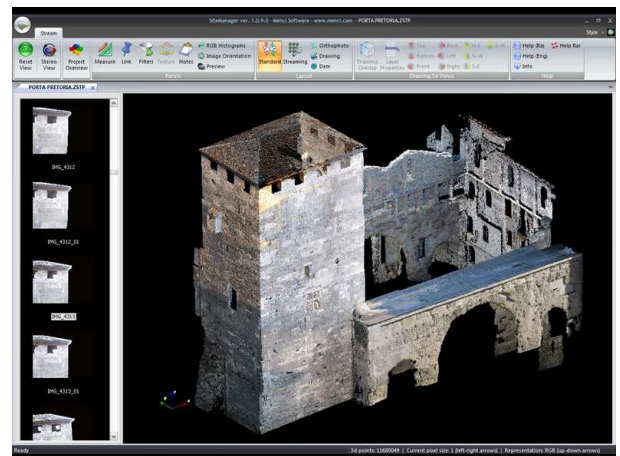 SiteManager ver. 1.0.9.0 - Menci Software - www.menci.com - PORTA PRETORIA.ZSTP
Stream
Style
Reset View
Stereo View
Project Overview
Measure
Link
Filters
Texture
Notes
RGB Histograms
Image Orientation
Preview
Panels
Standard
Streaming
Orthophoto
Drawing
Dem
Layout
Drawing Overlap
Layer Properties
Top
Bottom
Front
Back
Left
Right
N-E
N-W
S-E
Drawing 3d Views
Help (Ita)
Help (Eng)
Info
Help Bar
Help
PORTA PRETORIA.ZSTP
IMG_4312
IMG_4312_01
IMG_4313
IMG_4313_01
Ready
3d points: 11680049 | Current pixel size: 1 (left-right arrows) | Representation: RGB (up-down arrows)